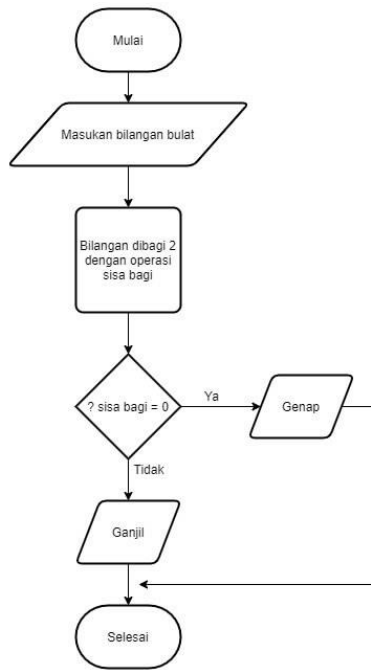 Mulai
Masukan bilangan bulat
Bilangan dibagi 2
dengan operasi
sisa bagi
? sisa bagi = 0
Ya
Genap
Tidak
Ganjil
Selesai